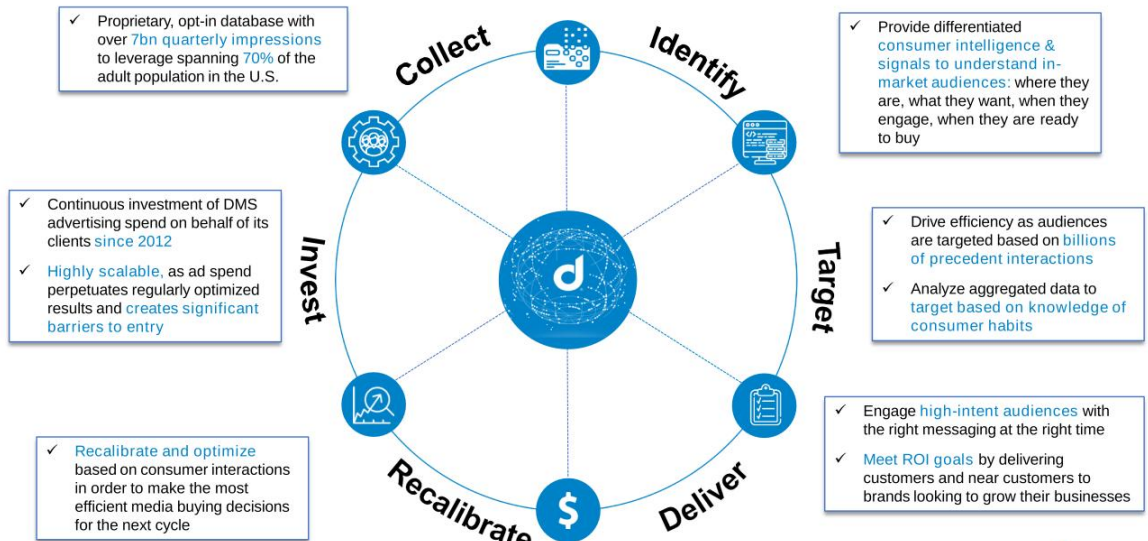 ✓ Proprietary, opt-in database with
over 7bn quarterly impressions
to leverage spanning 70% of the
adult population in the U.S.
Collect
Identify
✓ Provide differentiated
consumer intelligence &
signals to understand in-
market audiences: where they
are, what they want, when they
engage, when they are ready
to buy
✓ Continuous investment of DMS
advertising spend on behalf of its
clients since 2012
✓ Highly scalable, as ad spend
perpetuates regularly optimized
results and creates significant
barriers to entry
Invest
d
Target
✓ Drive efficiency as audiences
are targeted based on billions
of precedent interactions
✓ Analyze aggregated data to
target based on knowledge of
consumer habits
✓ Recalibrate and optimize
based on consumer interactions
in order to make the most
efficient media buying decisions
for the next cycle
Recalibrate
$
Deliver
✓ Engage high-intent audiences with
the right messaging at the right time
✓ Meet ROI goals by delivering
customers and near customers to
brands looking to grow their businesses